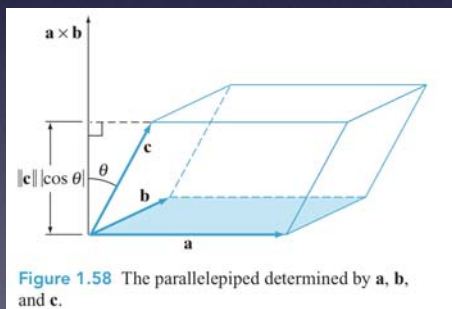 a × b
‖c‖ |cos θ|
θ
c
b
a
Figure 1.58 The parallelepiped determined by a, b,
and c.